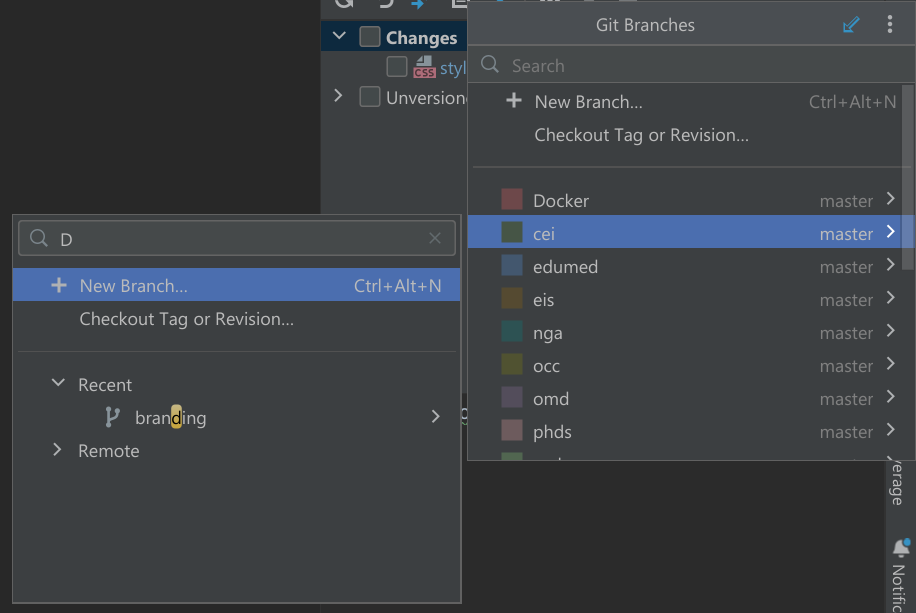 Changes
CSS
styl
Unversion
D
New Branch... Ctrl+Alt+N
Checkout Tag or Revision...
Recent
branding
Remote
Git Branches
Search
New Branch... Ctrl+Alt+N
Checkout Tag or Revision...
Docker master
cei master
edumed master
eis master
nga master
occ master
omd master
phds master
verage
Notific